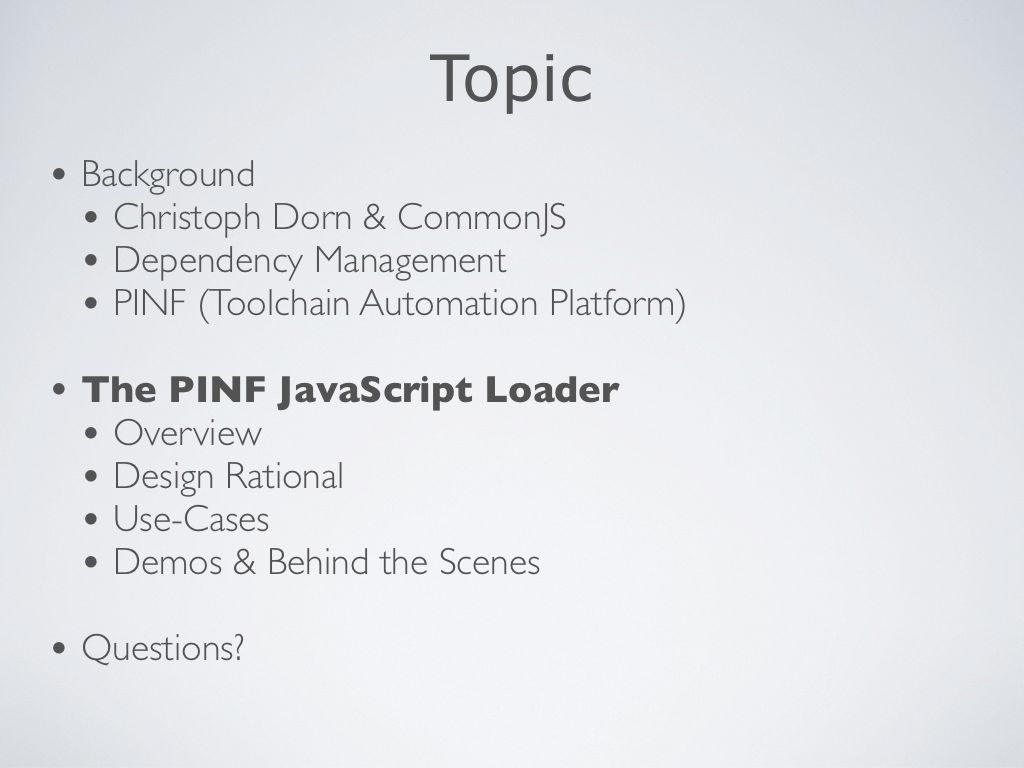 Topic
• Background
• Christoph Dorn & CommonJS
• Dependency Management
• PINF (Toolchain Automation Platform)
• The PINF JavaScript Loader
• Overview
• Design Rational
• Use-Cases
• Demos & Behind the Scenes
• Questions?